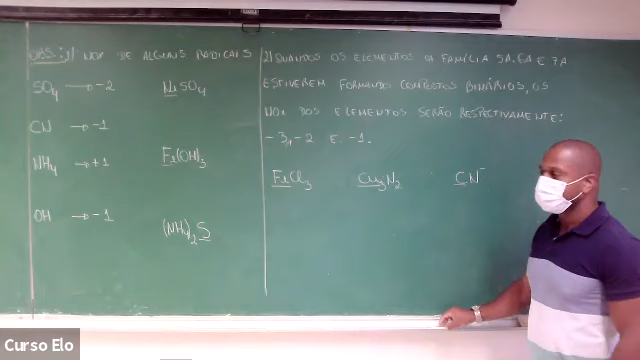 OBS: 1) NOX DE ALGUNS RADICAIS
SO₄ → -2 NiSO₄
CN → -1
NH₄ → +1 Fe(OH)₃
OH → -1 (NH₄)₂S
2) QUANDOS OS ELEMENTOS DA FAMÍLIA 5A, 6A E 7A
ESTIVEREM FORMANDO COMPOSTOS BINÁRIOS, OS
NOX DOS ELEMENTOS SERÃO RESPECTIVAMENTE:
-3, -2 E -1.
FeCl₃ Cu₃N₂ CN⁻
Curso Elo